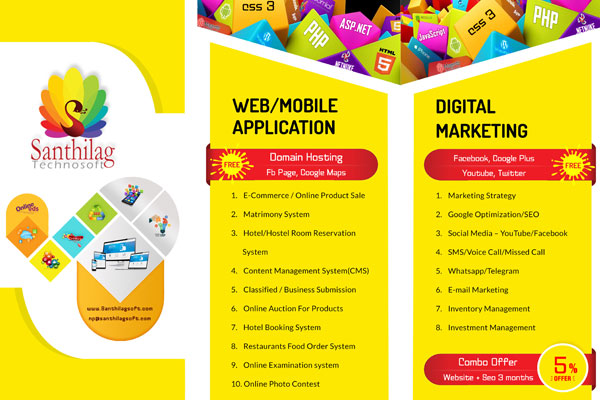 Santhilag
Technosoft
Online
Ads
www.Santhilagsoft.com
np@santhilagsoft.com
CSS 3
PHP
ASP.NET
HTML
5
WEB/MOBILE
APPLICATION
FREE
Domain Hosting
Fb Page, Google Maps
1. E-Commerce / Online Product Sale
2. Matrimony System
3. Hotel/Hostel Room Reservation
System
4. Content Management System(CMS)
5. Classified / Business Submission
6. Online Auction For Products
7. Hotel Booking System
8. Restaurants Food Order System
9. Online Examination system
10. Online Photo Contest
CSS 3
PHP
JavaScript
DIGITAL
MARKETING
Facebook, Google Plus
Youtube, Twitter
FREE
1. Marketing Strategy
2. Google Optimization/SEO
3. Social Media – YouTube/Facebook
4. SMS/Voice Call/Missed Call
5. Whatsapp/Telegram
6. E-mail Marketing
7. Inventory Management
8. Investment Management
Combo Offer
Website + Seo 3 months
5%
OFFER